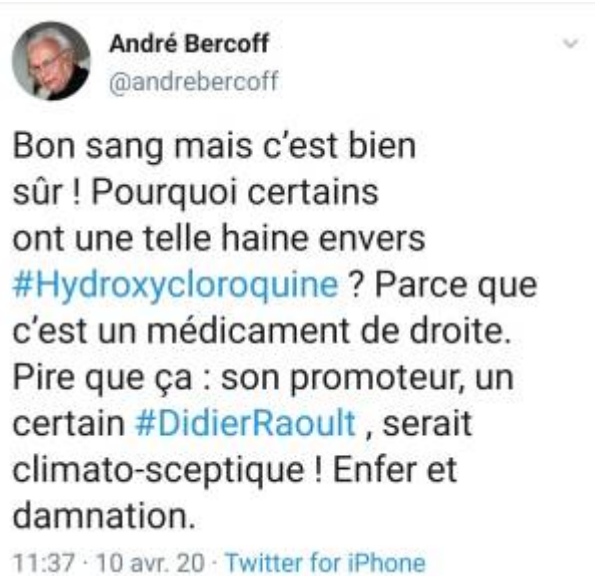 André Bercoff
@andrebercoff
Bon sang mais c'est bien
sûr ! Pourquoi certains
ont une telle haine envers
#Hydroxycloroquine ? Parce que
c'est un médicament de droite.
Pire que ça : son promoteur, un
certain #DidierRaoult , serait
climato-sceptique ! Enfer et
damnation.
11:37 · 10 avr. 20 · Twitter for iPhone